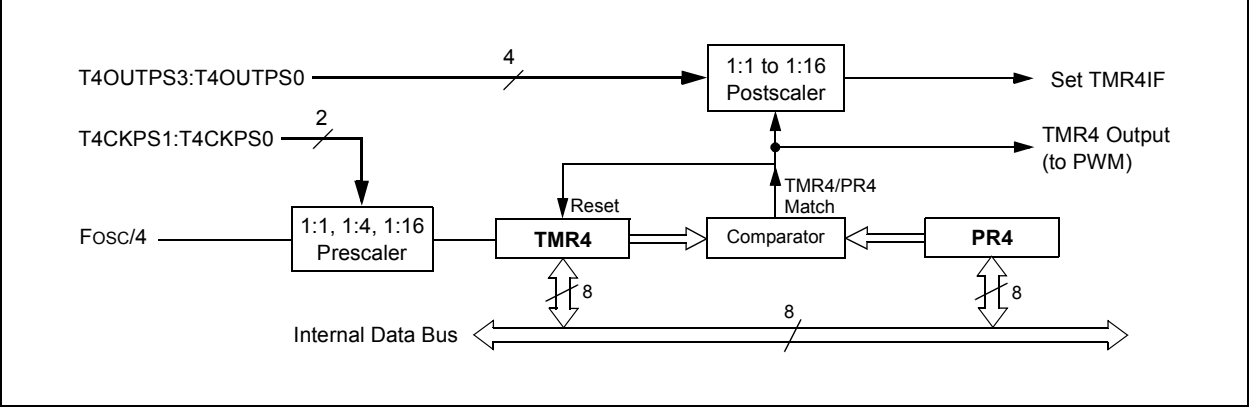 T4OUTPS3:T4OUTPS0
4
1:1 to 1:16
Postscaler
Set TMR4IF
T4CKPS1:T4CKPS0
2
TMR4 Output
(to PWM)
TMR4/PR4
Match
Reset
FOSC/4
1:1, 1:4, 1:16
Prescaler
TMR4
Comparator
PR4
8
8
Internal Data Bus
8